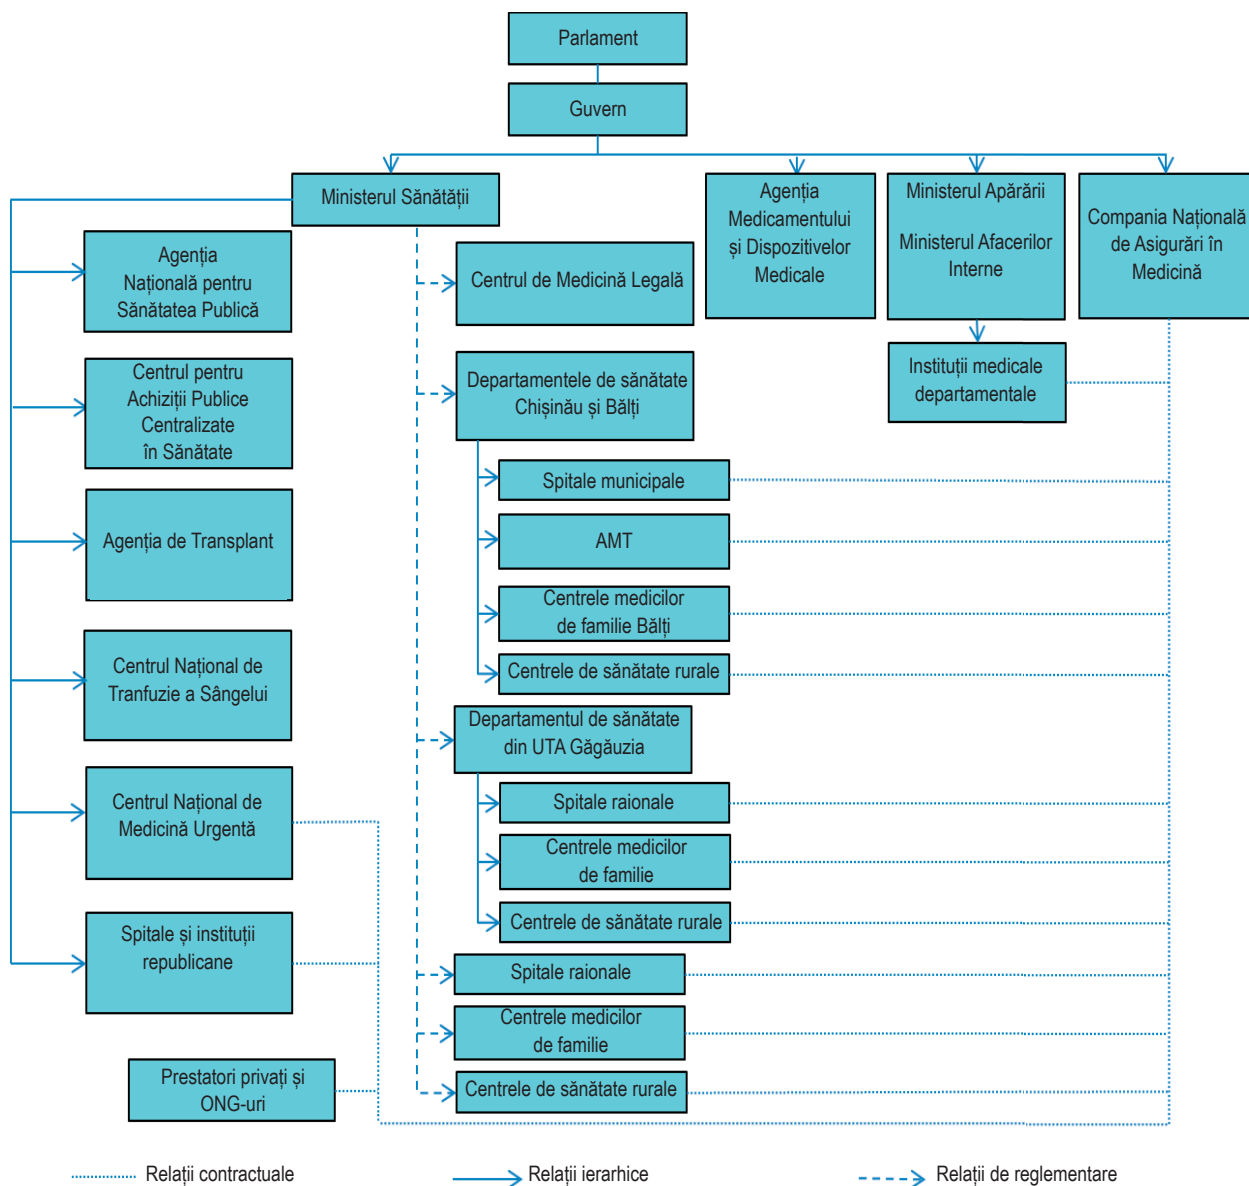 Parlament
Guvern
Ministerul Sănătății
Agenția
Medicamentului
și Dispozitivelor
Medicale
Ministerul Apărării
Ministerul Afacerilor
Interne
Compania Națională
de Asigurări în
Medicină
Agenția
Națională pentru
Sănătatea Publică
Centrul de Medicină Legală
Instituții medicale
departamentale
Centrul pentru
Achiziții Publice
Centralizate
în Sănătate
Departamentele de sănătate
Chișinău și Bălți
Spitale municipale
Agenția de Transplant
AMT
Centrele medicilor
de familie Bălți
Centrul Național de
Tranfuzie a Sângelui
Centrele de sănătate rurale
Departamentul de sănătate
din UTA Găgăuzia
Centrul Național de
Medicină Urgentă
Spitale raionale
Centrele medicilor
de familie
Centrele de sănătate rurale
Spitale și instituții
republicane
Spitale raionale
Centrele medicilor
de familie
Prestatori privați și
ONG-uri
Centrele de sănătate rurale
Relații contractuale
Relații ierarhice
Relații de reglementare